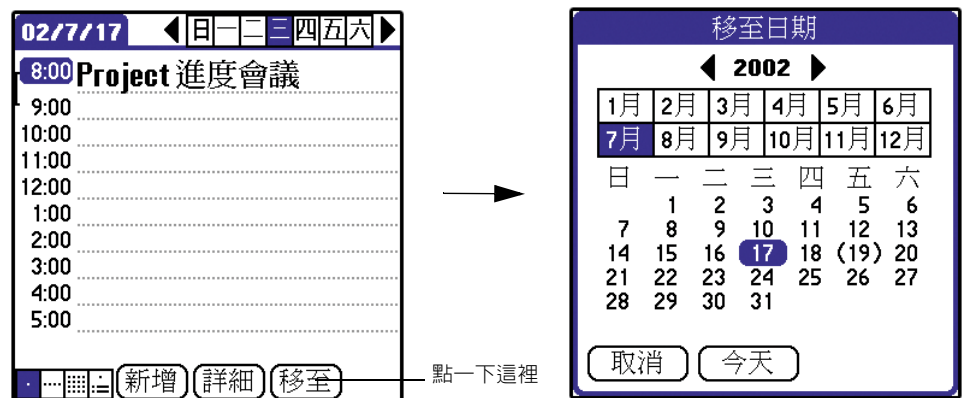 02/7/17 日 一 二 三 四 五 六
8:00 Project 進度會議
9:00
10:00
11:00
12:00
1:00
2:00
3:00
4:00
5:00
新增 詳細 移至
點一下這裡
移至日期
2002
1月 2月 3月 4月 5月 6月
7月 8月 9月 10月 11月 12月
日 一 二 三 四 五 六
1 2 3 4 5 6
7 8 9 10 11 12 13
14 15 16 17 18 (19) 20
21 22 23 24 25 26 27
28 29 30 31
取消 今天